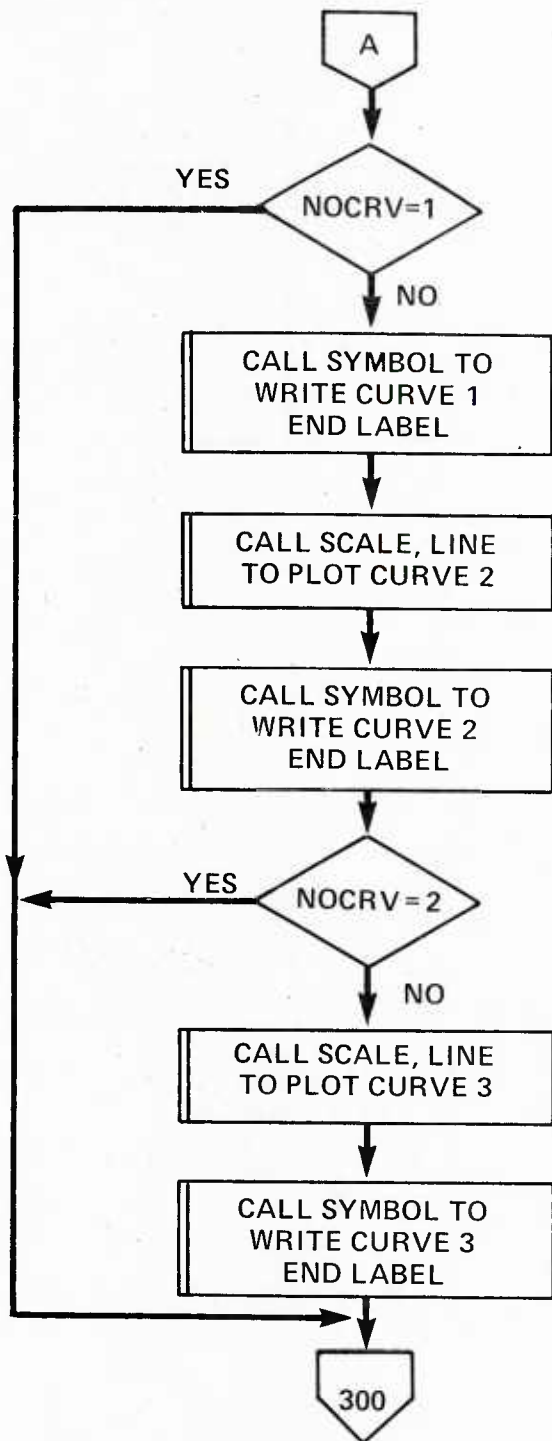 A
YES
NOCRV=1
NO
CALL SYMBOL TO
WRITE CURVE 1
END LABEL
CALL SCALE, LINE
TO PLOT CURVE 2
CALL SYMBOL TO
WRITE CURVE 2
END LABEL
YES
NOCRV=2
NO
CALL SCALE, LINE
TO PLOT CURVE 3
CALL SYMBOL TO
WRITE CURVE 3
END LABEL
300